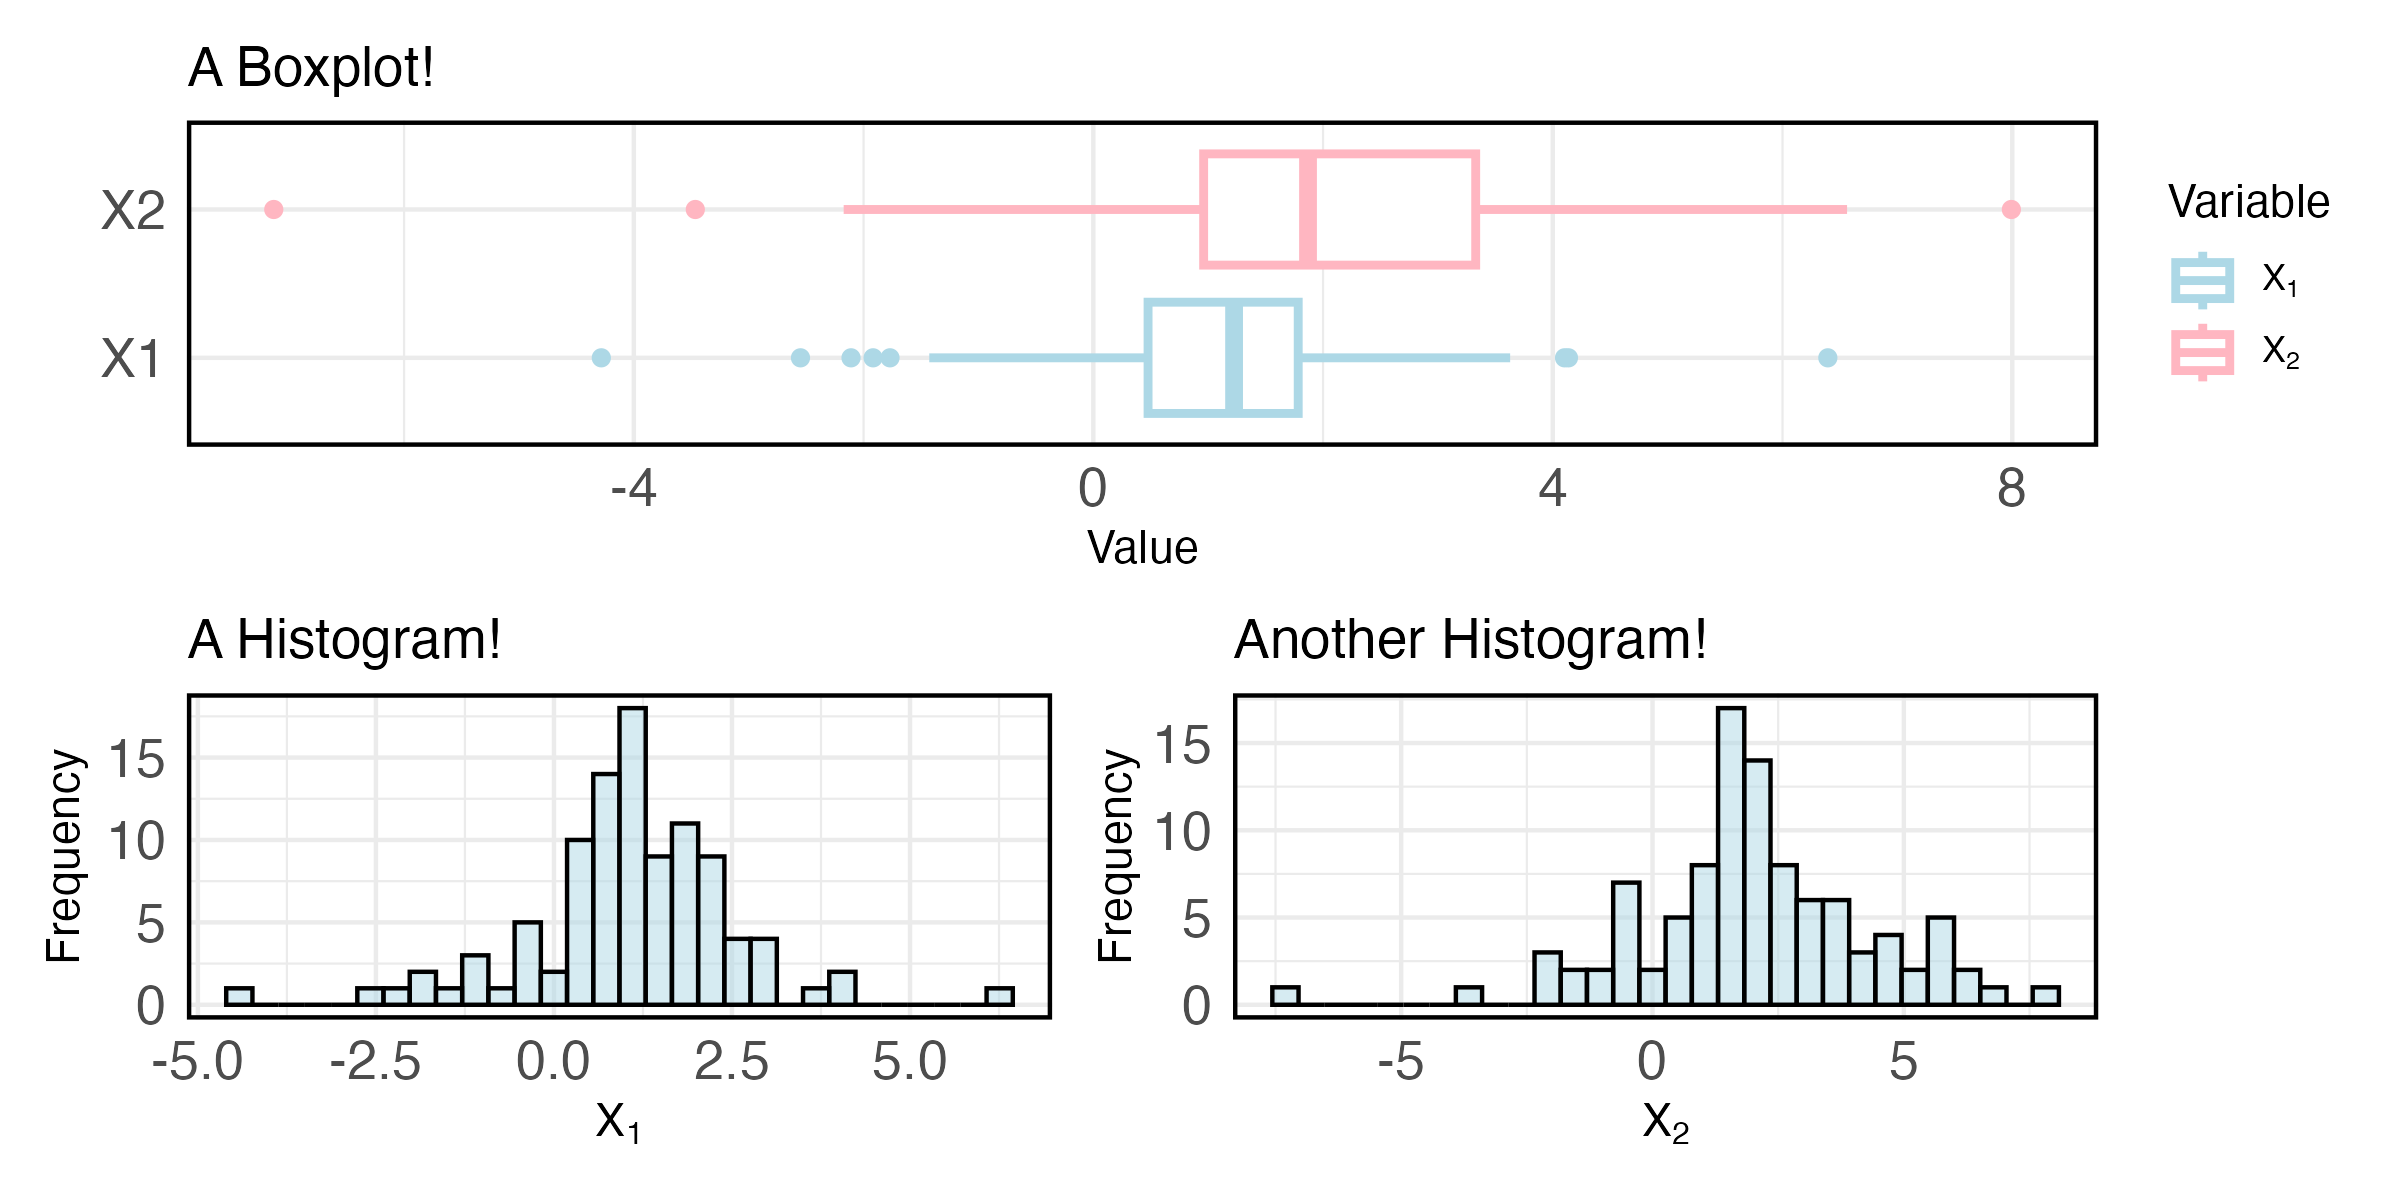 A Boxplot!
X2
X1
-4 0 4 8
Value
Variable
X₁
X₂
A Histogram!
Frequency
15
10
5
0
-5.0 -2.5 0.0 2.5 5.0
X₁
Another Histogram!
Frequency
15
10
5
0
-5 0 5
X₂